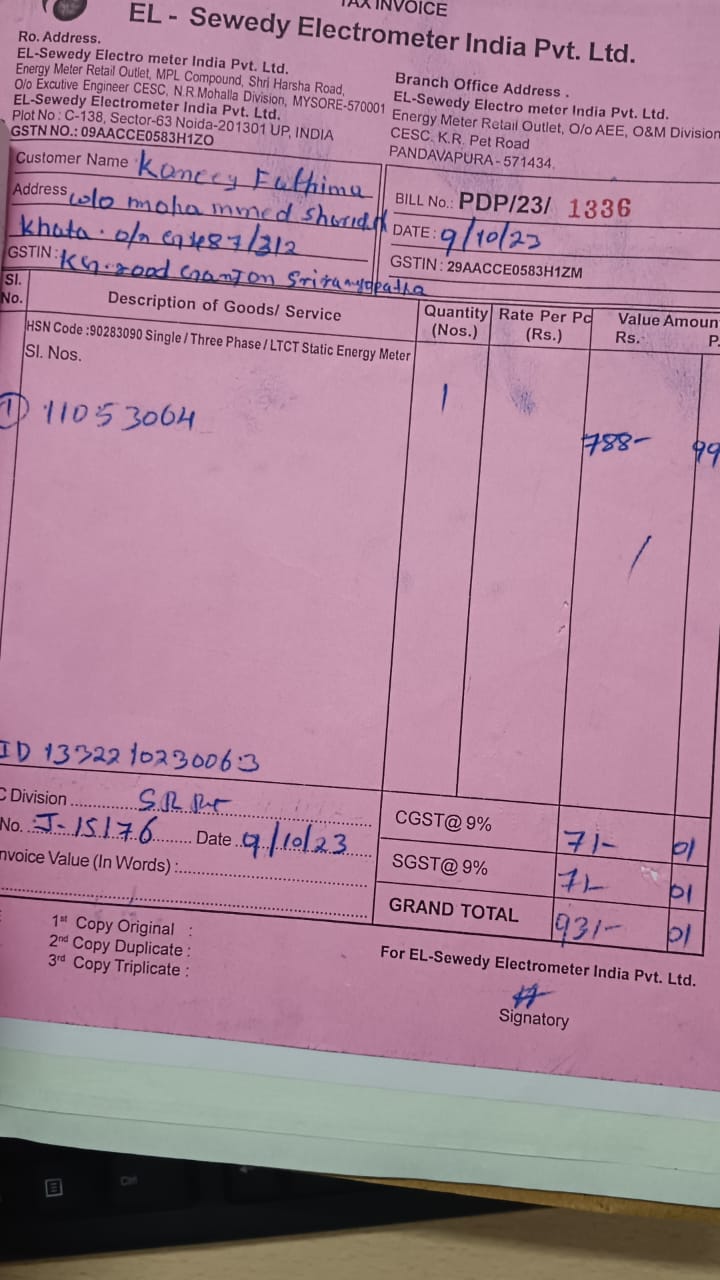 TAX INVOICE
EL - Sewedy Electrometer India Pvt. Ltd.
Ro. Address.
EL-Sewedy Electro meter India Pvt. Ltd.
Energy Meter Retail Outlet, MPL Compound, Shri Harsha Road,
O/o Excutive Engineer CESC, N.R.Mohalla Division, MYSORE-570001
EL-Sewedy Electrometer India Pvt. Ltd.
Plot No : C-138, Sector-63 Noida-201301 UP, INDIA
GSTN NO.: 09AACCE0583H1ZO
Branch Office Address .
EL-Sewedy Electro meter India Pvt. Ltd.
Energy Meter Retail Outlet, O/o AEE, O&M Division
CESC, K.R. Pet Road
PANDAVAPURA - 571434.
Customer Name Kaneey Fathima
Address w/o mohammed
Khata.
GSTIN :
BILL No.: PDP/23/ 1336
DATE : 9/10/23
GSTIN : 29AACCE0583H1ZM
Sl. No. Description of Goods/ Service Quantity (Nos.) Rate Per Pc (Rs.) Value Amoun Rs. P.
HSN Code :90283090 Single / Three Phase / LTCT Static Energy Meter
Sl. Nos.
① 11053064 1 788- 99
ID 1332210230063
C Division
No. J-15176 Date 9/10/23
nvoice Value (In Words) :
CGST@ 9% 71- 01
SGST@ 9% 71- 01
GRAND TOTAL 931- 01
1st Copy Original :
2nd Copy Duplicate :
3rd Copy Triplicate :
For EL-Sewedy Electrometer India Pvt. Ltd.
Signatory